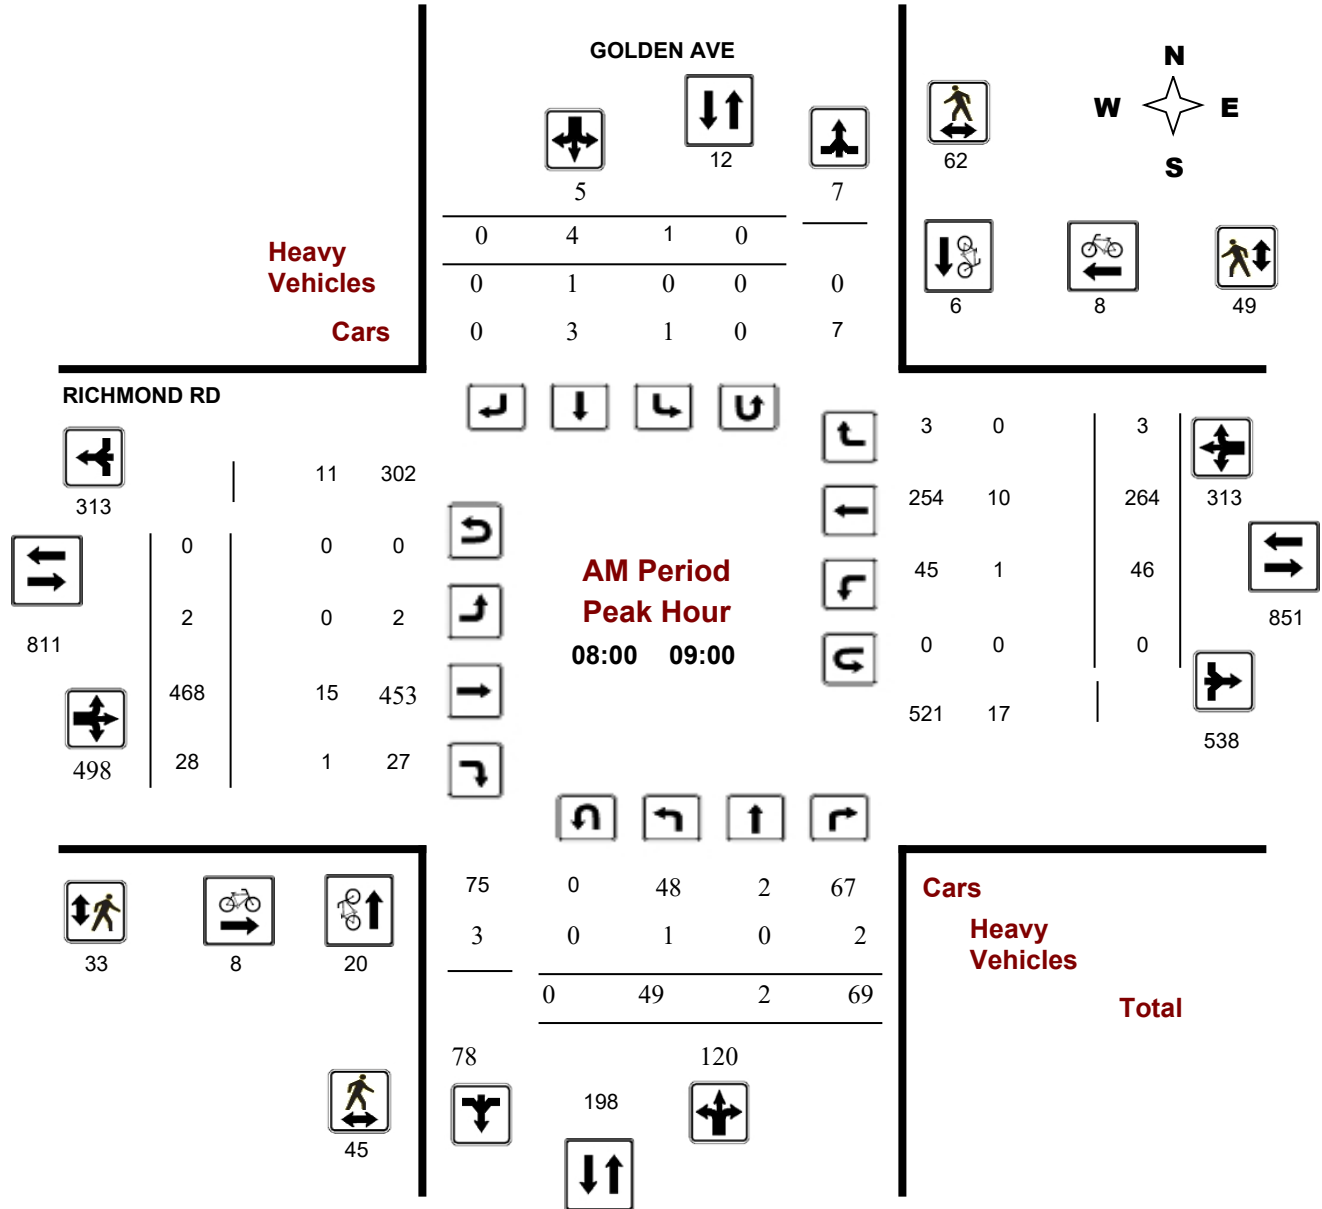 GOLDEN AVE
N
W E
S
12
62
5 7
0 4 1 0
Heavy
Vehicles 0 1 0 0 0
Cars 0 3 1 0 7
6 8 49
RICHMOND RD
3 0 3
11 302
313
254 10 264 313
0 0 0
AM Period
45 1 46
2 0 2
Peak Hour
851
811
08:00 09:00
0 0 0
468 15 453
521 17
538
498 28 1 27
75 0 48 2 67
Cars
3 0 1 0 2
Heavy
Vehicles
33 8 20
0 49 2 69
Total
78 120
198
45